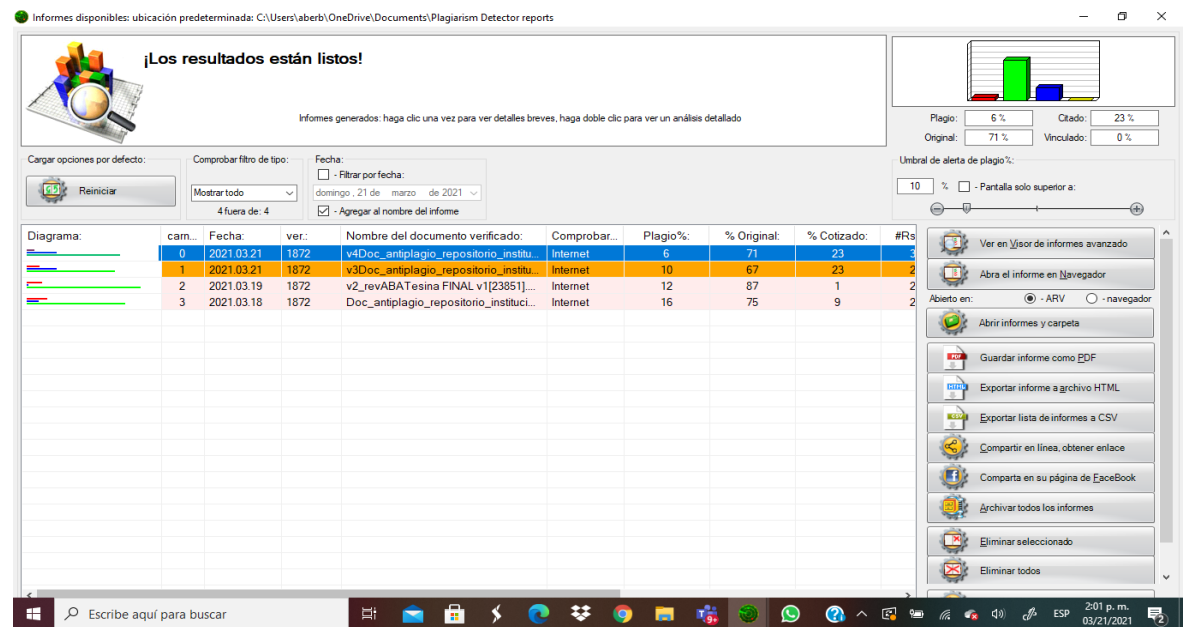 Informes disponibles: ubicación predeterminada: C:\Users\aberb\OneDrive\Documents\Plagiarism Detector reports
¡Los resultados están listos!
Informes generados: haga clic una vez para ver detalles breves, haga doble clic para ver un análisis detallado
Plagio: 6 % Citado: 23 %
Original: 71 % Vinculado: 0 %
Cargar opciones por defecto: Comprobar filtro de tipo: Fecha: Umbral de alerta de plagio%:
- Filtrar por fecha:
Reiniciar Mostrar todo domingo , 21 de marzo de 2021 10 % - Pantalla solo superior a:
4 fuera de: 4 - Agregar al nombre del informe
Diagrama: cam... Fecha: ver.: Nombre del documento verificado: Comprobar... Plagio%: % Original: % Cotizado: #Rs
0 2021.03.21 1872 v4Doc_antiplagio_repositorio_institu... Internet 6 71 23 3
1 2021.03.21 1872 v3Doc_antiplagio_repositorio_institu... Internet 10 67 23 2
2 2021.03.19 1872 v2_revABATesina FINAL v1[23851].... Internet 12 87 1 2
3 2021.03.18 1872 Doc_antiplagio_repositorio_instituci... Internet 16 75 9 2
Ver en Visor de informes avanzado
Abra el informe en Navegador
Abierto en: - ARV - navegador
Abrir informes y carpeta
Guardar informe como PDF
Exportar informe a archivo HTML
Exportar lista de informes a CSV
Compartir en línea, obtener enlace
Comparta en su página de FaceBook
Archivar todos los informes
Eliminar seleccionado
Eliminar todos
Escribe aquí para buscar
ESP
2:01 p. m.
03/21/2021